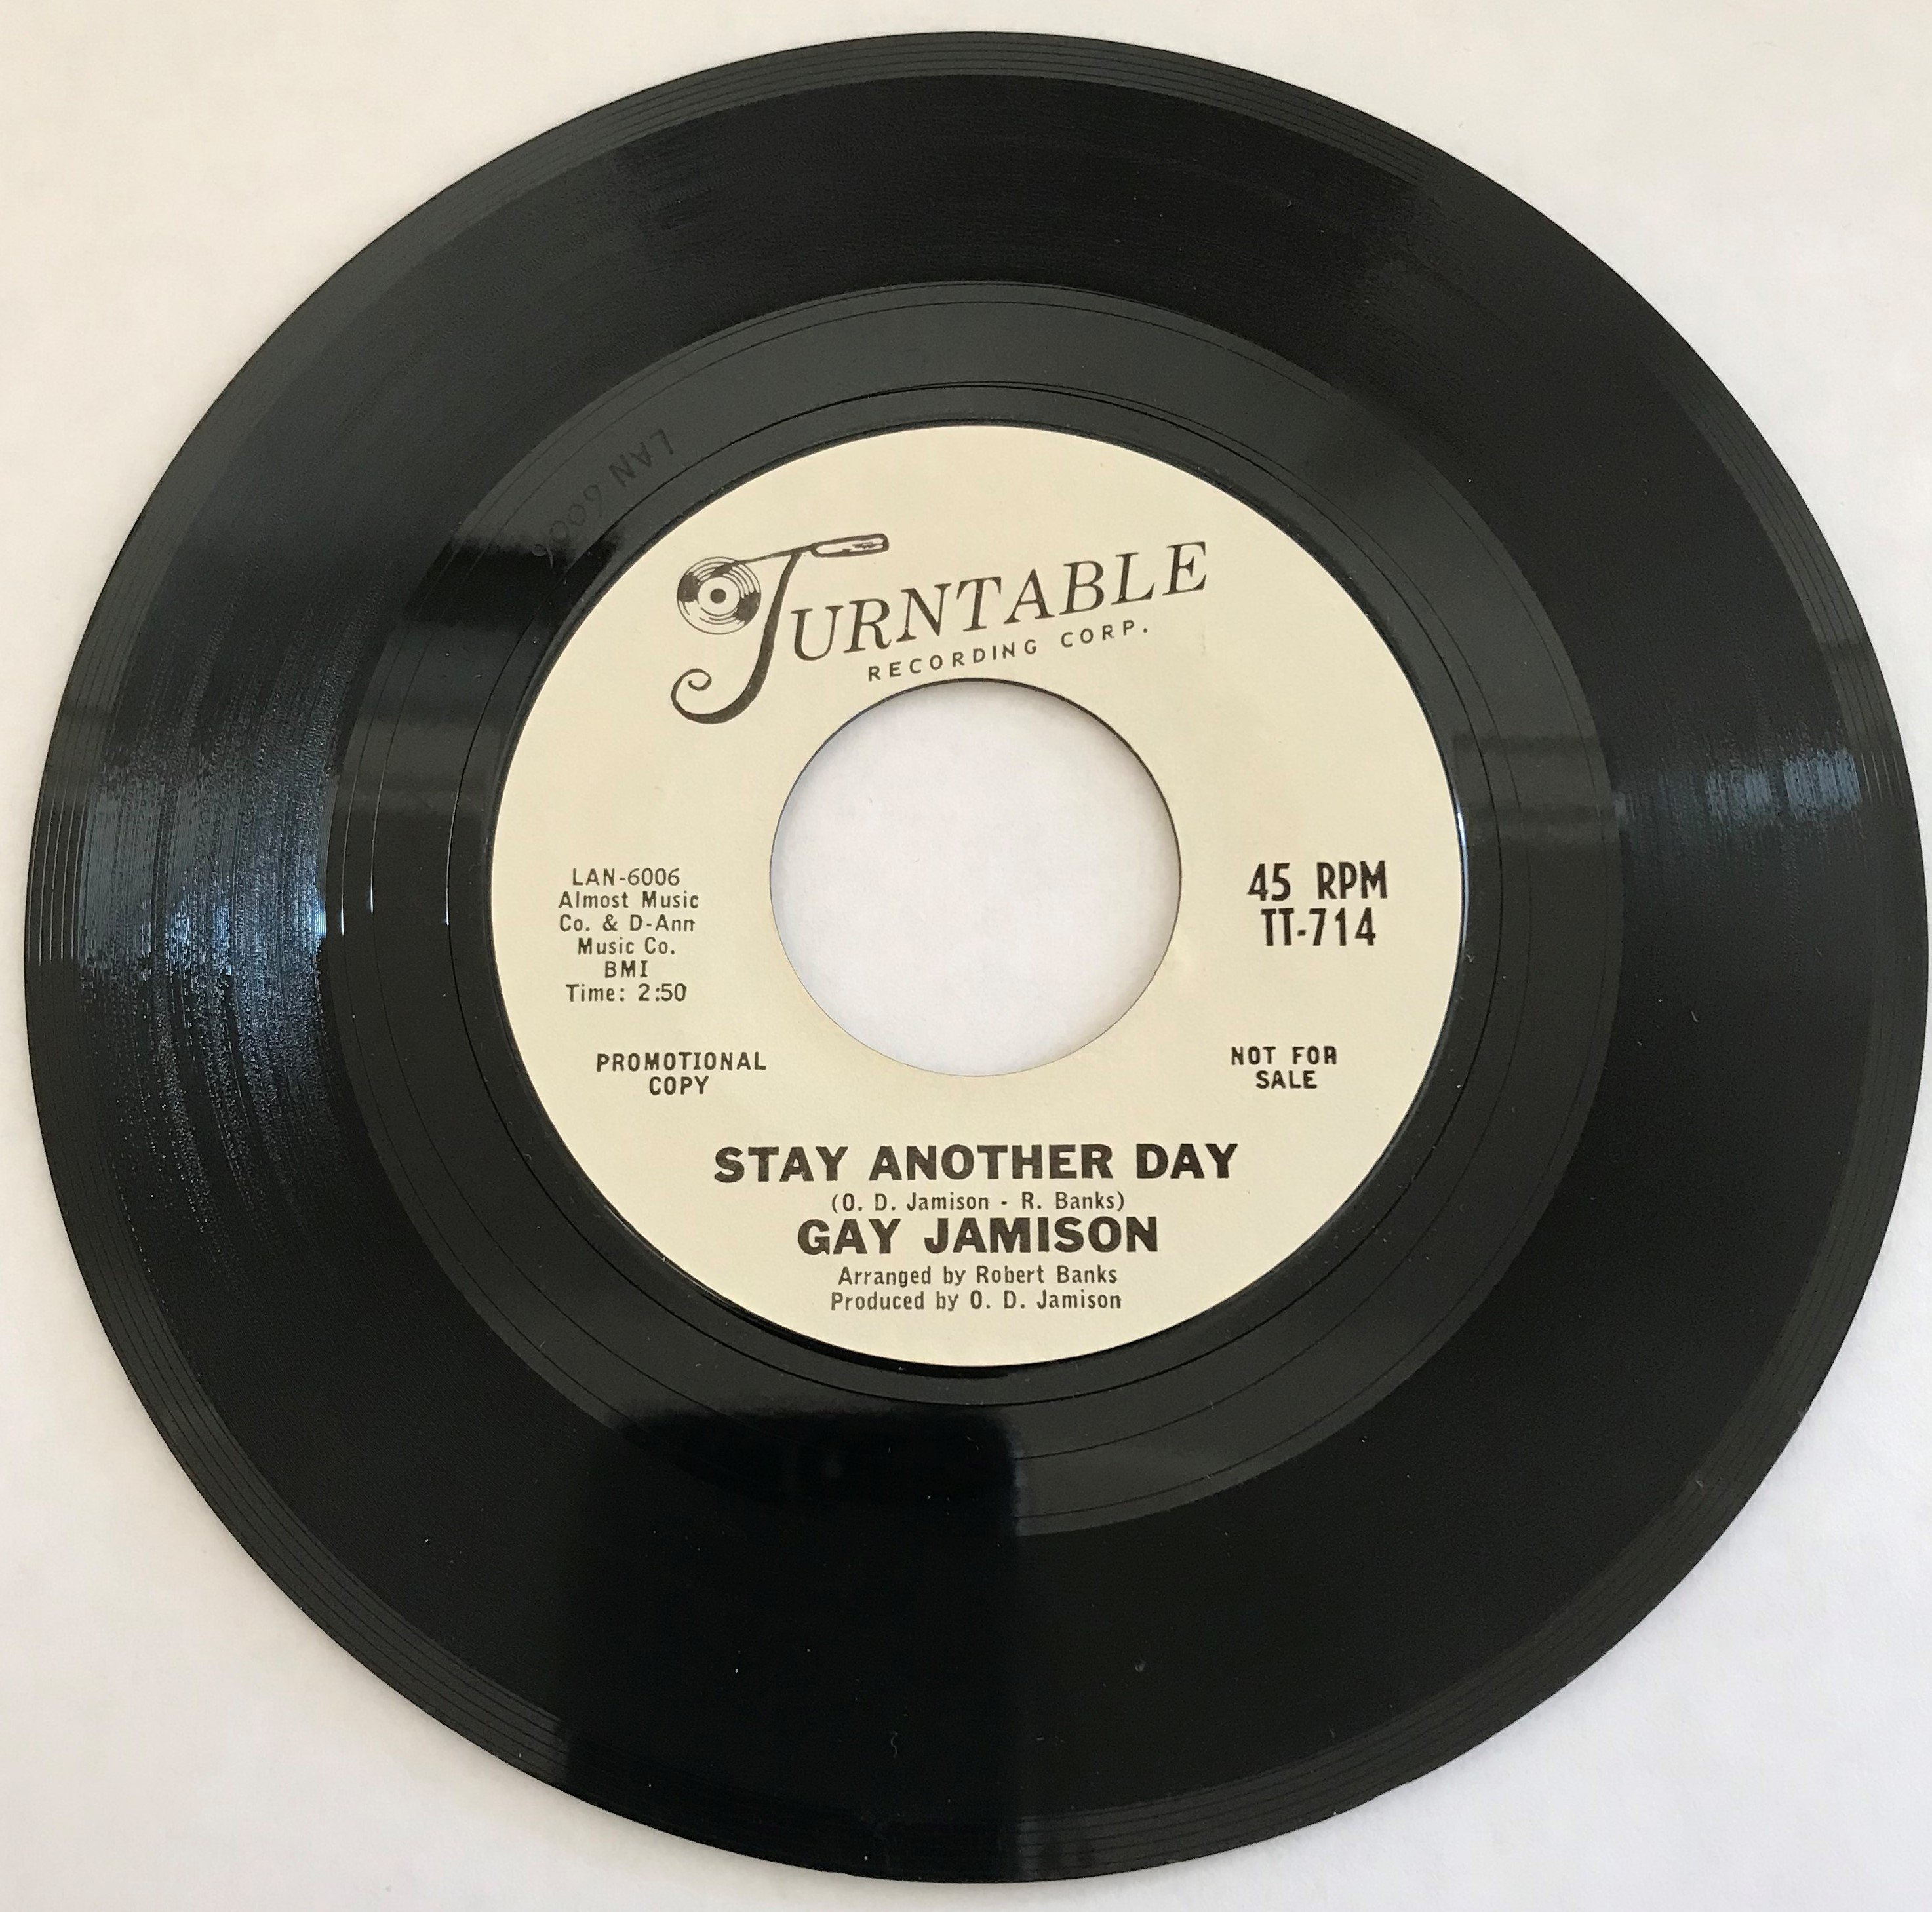 LAN 6006
TURNTABLE
RECORDING CORP.
LAN-6006
Almost Music
Co. & D-Ann
Music Co.
BMI
Time: 2:50
45 RPM
TT-714
PROMOTIONAL
COPY
NOT FOR
SALE
STAY ANOTHER DAY
(O. D. Jamison - R. Banks)
GAY JAMISON
Arranged by Robert Banks
Produced by O. D. Jamison